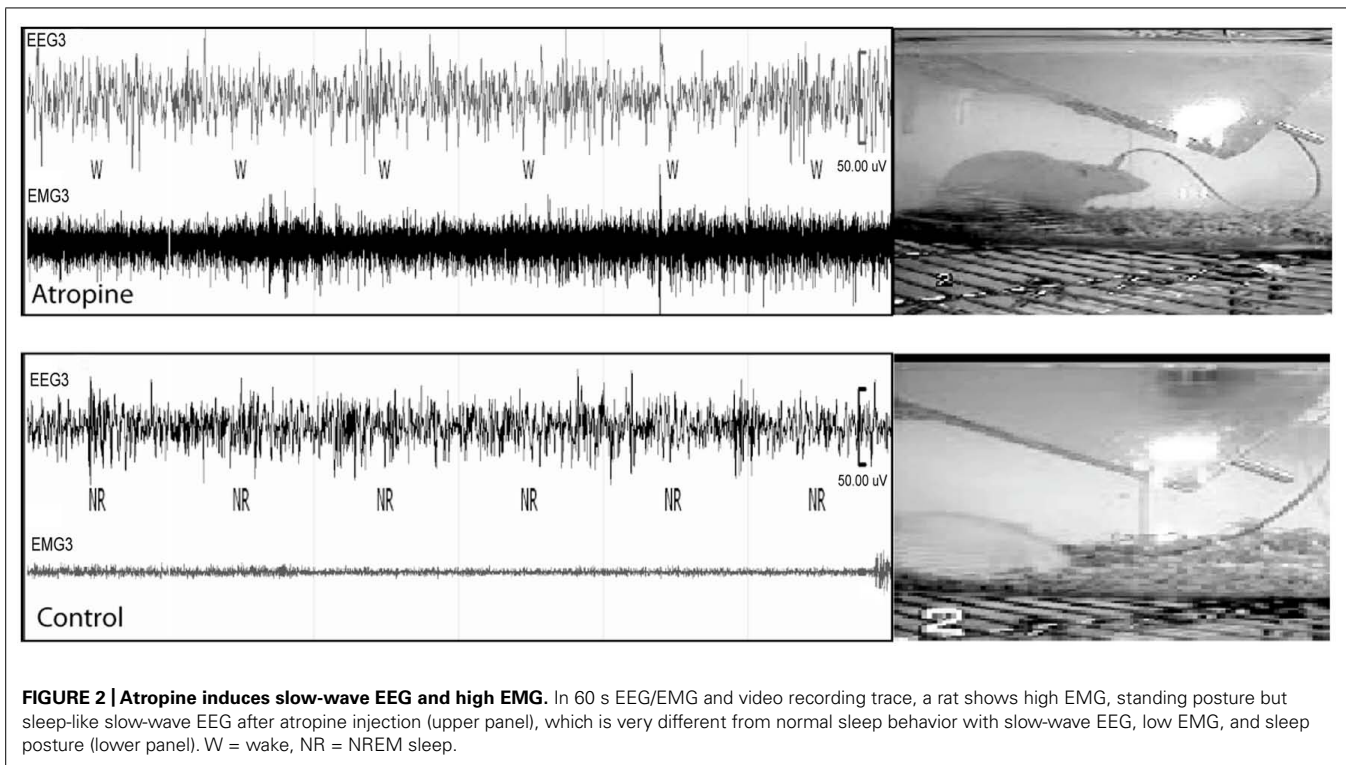 EEG3
W W W W W W
50.00 uV
EMG3
Atropine
2
EEG3
50.00 uV
NR NR NR NR NR NR
EMG3
Control
2
FIGURE 2 | Atropine induces slow-wave EEG and high EMG. In 60 s EEG/EMG and video recording trace, a rat shows high EMG, standing posture but
sleep-like slow-wave EEG after atropine injection (upper panel), which is very different from normal sleep behavior with slow-wave EEG, low EMG, and sleep
posture (lower panel). W = wake, NR = NREM sleep.